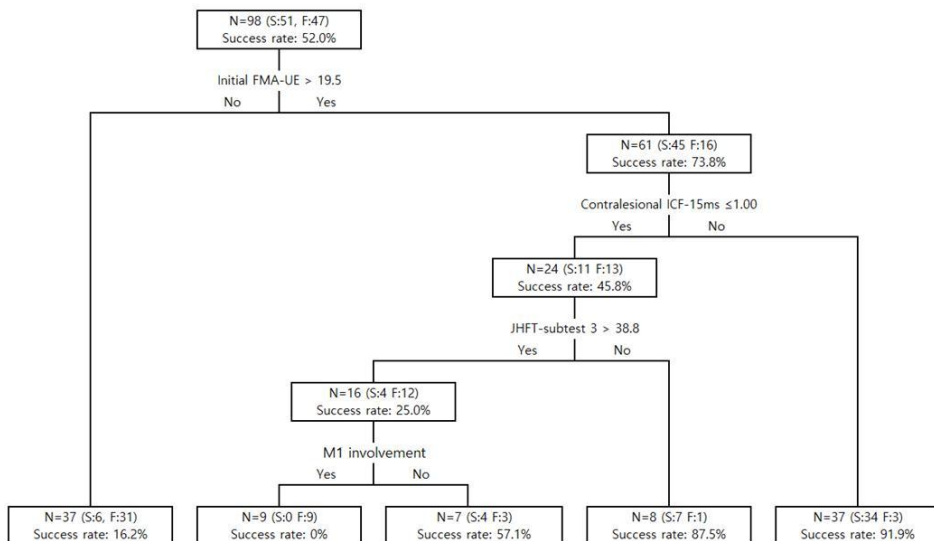 N=98 (S:51, F:47)
Success rate: 52.0%
Initial FMA-UE > 19.5
No Yes
N=61 (S:45 F:16)
Success rate: 73.8%
Contralesional ICF-15ms ≤1.00
Yes No
N=24 (S:11 F:13)
Success rate: 45.8%
JHFT-subtest 3 > 38.8
Yes No
N=16 (S:4 F:12)
Success rate: 25.0%
M1 involvement
Yes No
N=37 (S:6, F:31)
Success rate: 16.2%
N=9 (S:0 F:9)
Success rate: 0%
N=7 (S:4 F:3)
Success rate: 57.1%
N=8 (S:7 F:1)
Success rate: 87.5%
N=37 (S:34 F:3)
Success rate: 91.9%